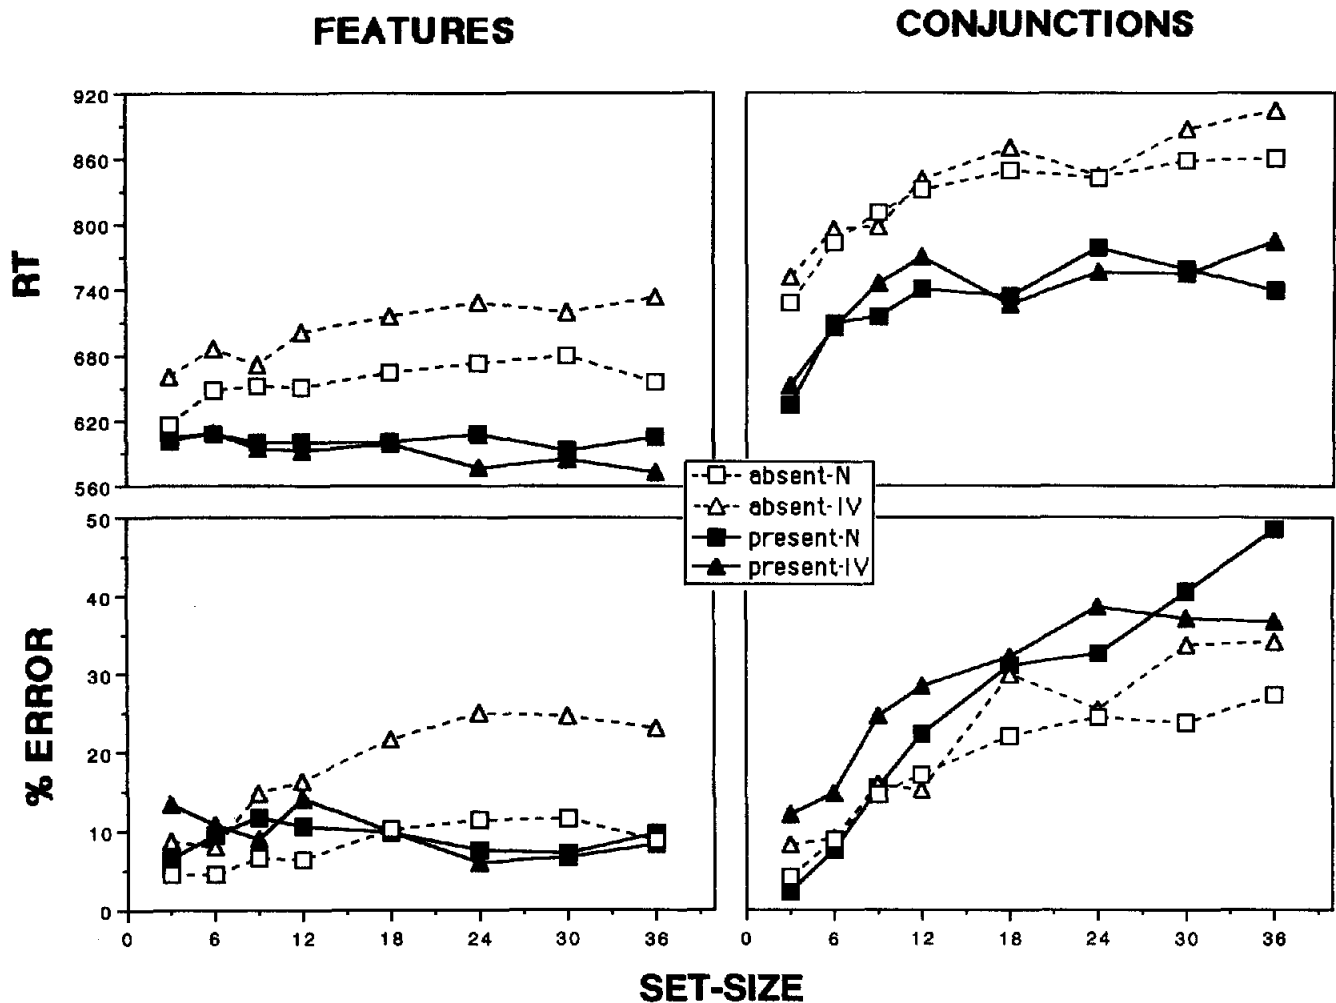 FEATURES
CONJUNCTIONS
920
860
800
740
680
620
560
RT
absent-N
absent-IV
present-N
present-IV
50
40
30
20
10
0
% ERROR
0 6 12 18 24 30 36
0 6 12 18 24 30 36
SET-SIZE